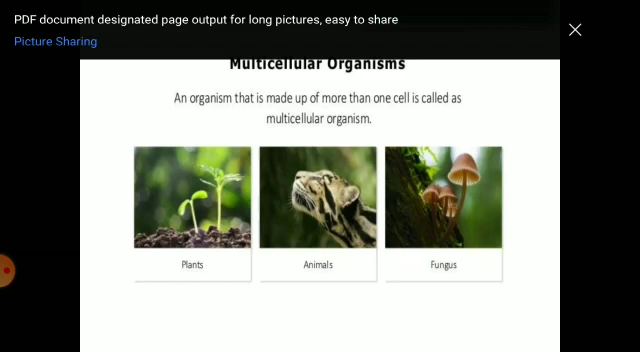 PDF document designated page output for long pictures, easy to share
Picture Sharing
Multicellular Organisms
An organism that is made up of more than one cell is called as
multicellular organism.
Plants
Animals
Fungus